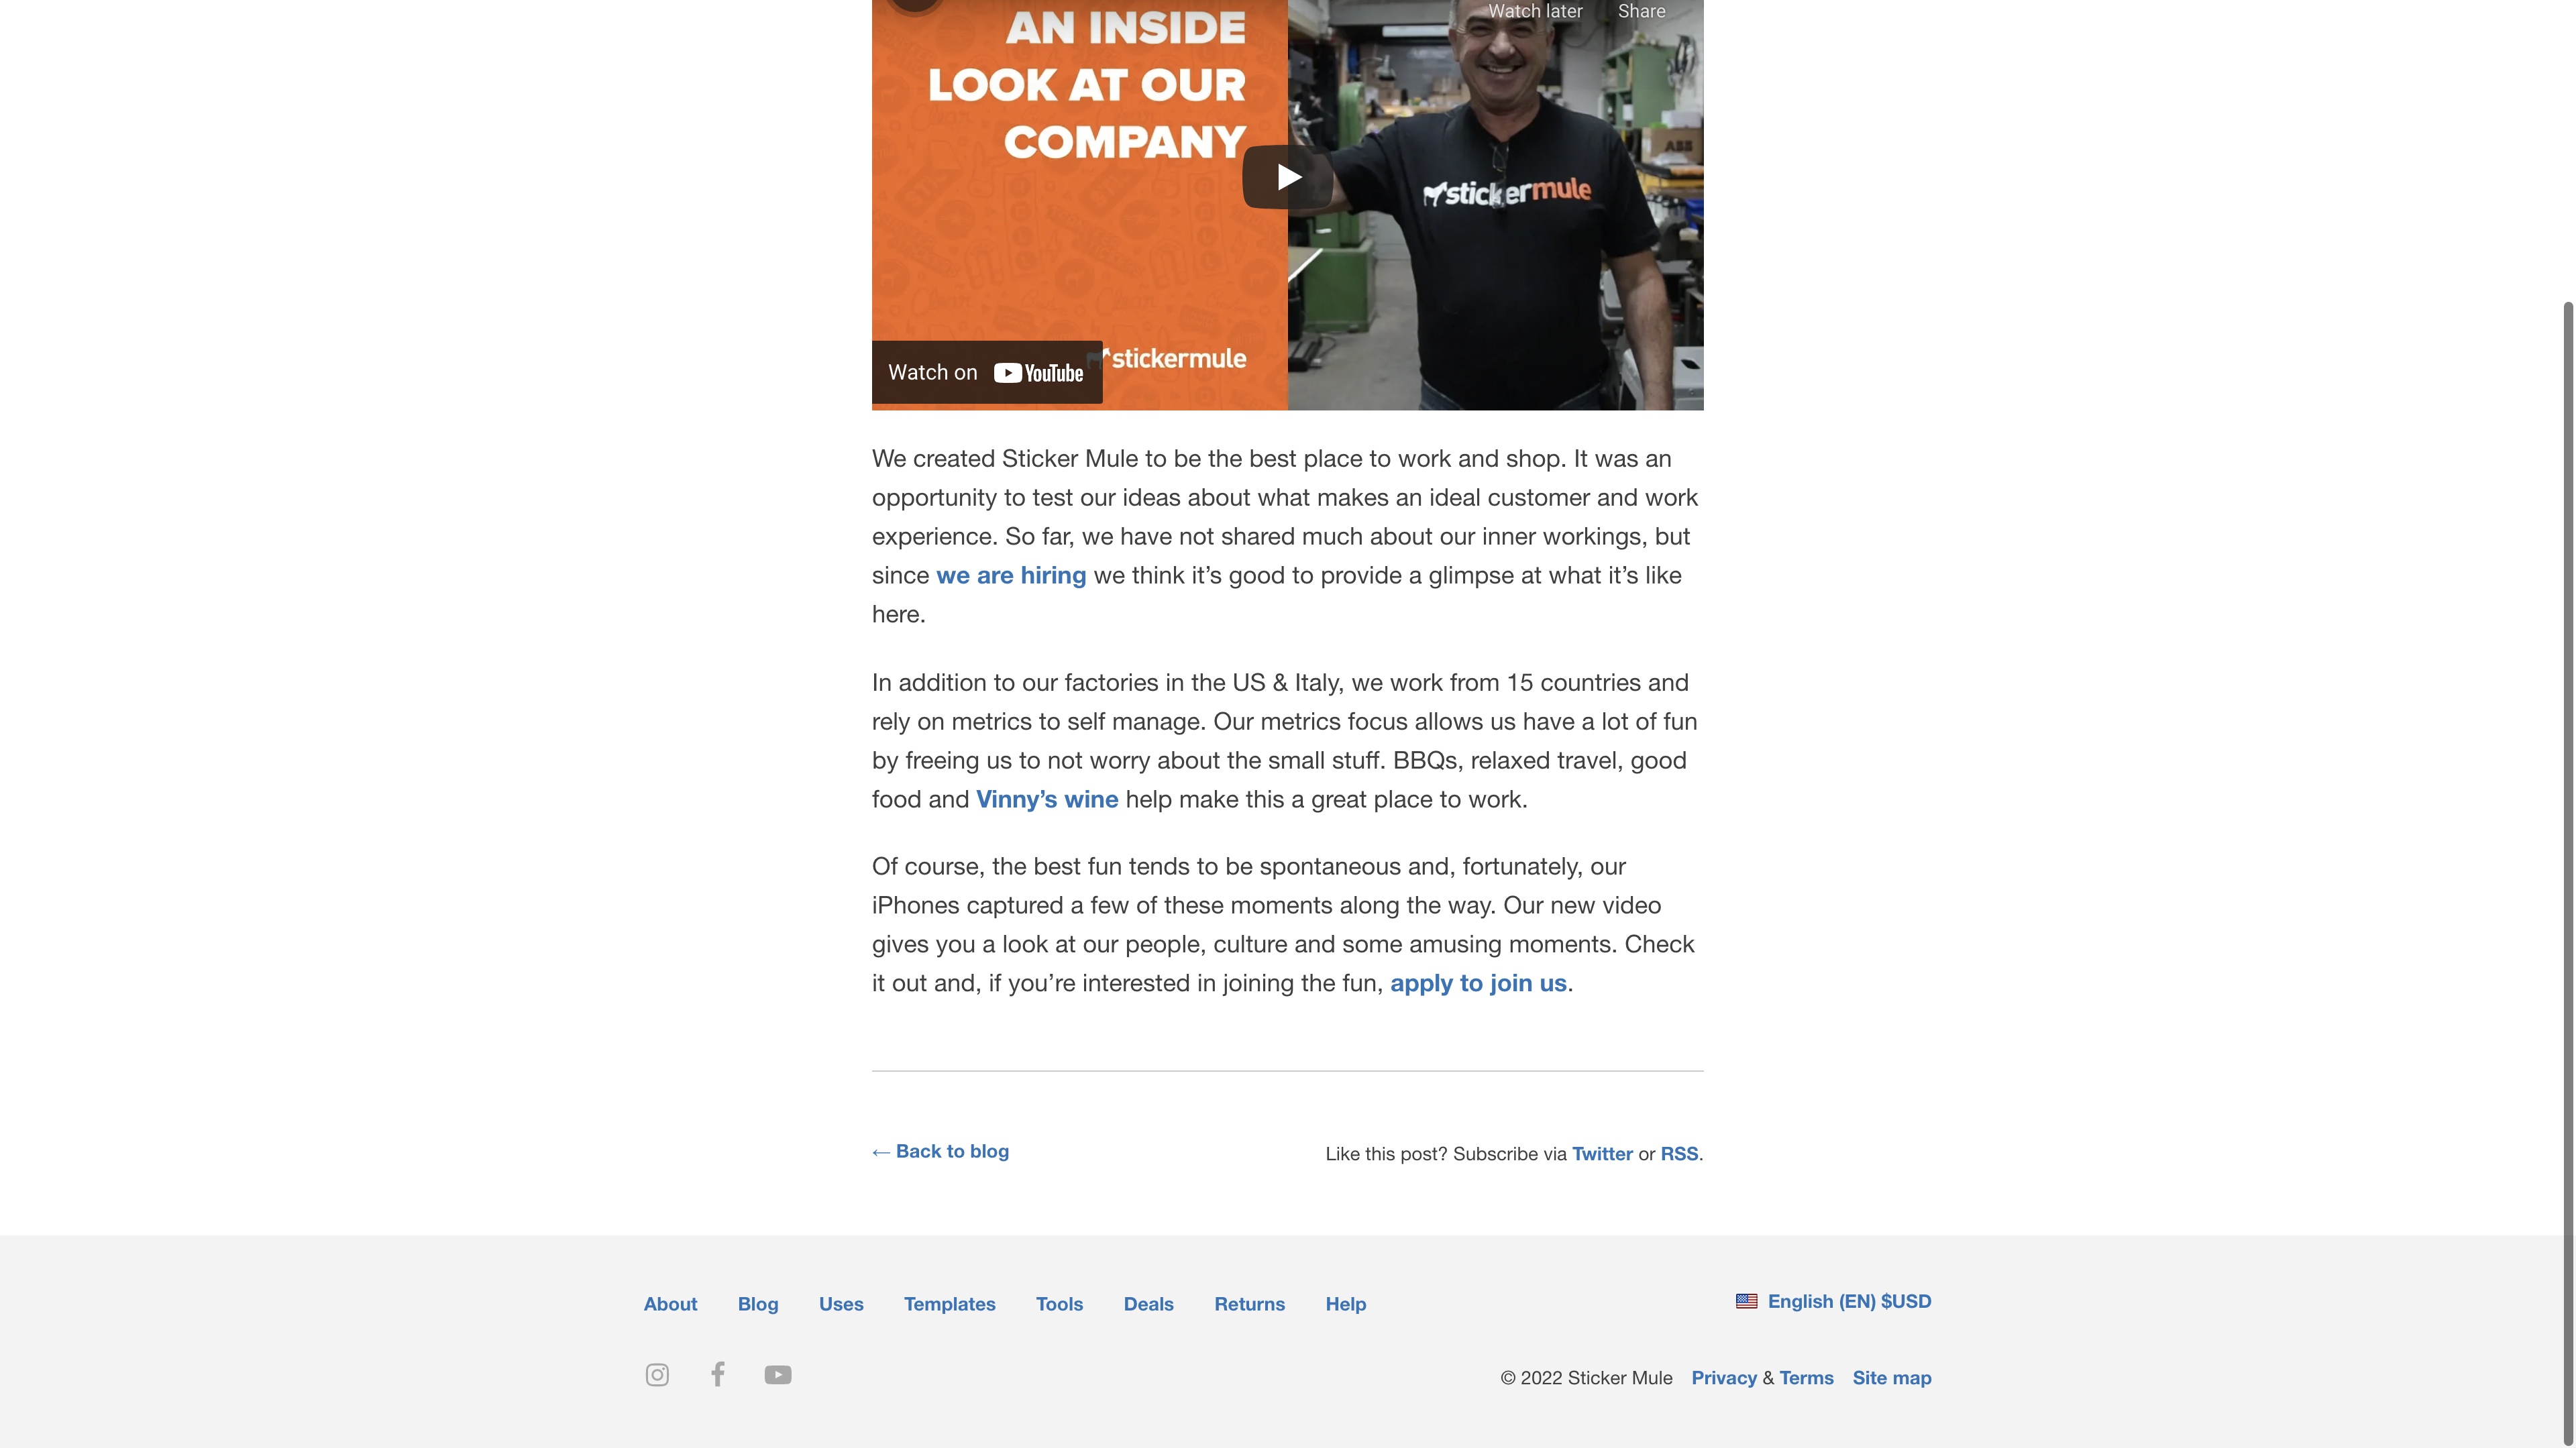 AN INSIDE
LOOK AT OUR
COMPANY
Watch later
Share
stickermule
ABB
Watch on YouTube
stickermule
We created Sticker Mule to be the best place to work and shop. It was an
opportunity to test our ideas about what makes an ideal customer and work
experience. So far, we have not shared much about our inner workings, but
since we are hiring we think it’s good to provide a glimpse at what it’s like
here.
In addition to our factories in the US & Italy, we work from 15 countries and
rely on metrics to self manage. Our metrics focus allows us have a lot of fun
by freeing us to not worry about the small stuff. BBQs, relaxed travel, good
food and Vinny’s wine help make this a great place to work.
Of course, the best fun tends to be spontaneous and, fortunately, our
iPhones captured a few of these moments along the way. Our new video
gives you a look at our people, culture and some amusing moments. Check
it out and, if you’re interested in joining the fun, apply to join us.
← Back to blog
Like this post? Subscribe via Twitter or RSS.
About Blog Uses Templates Tools Deals Returns Help
English (EN) $USD
© 2022 Sticker Mule Privacy & Terms Site map